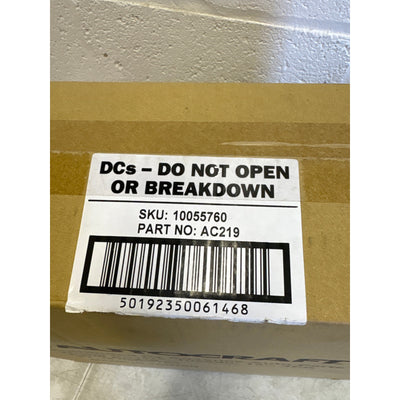 DCs – DO NOT OPEN
OR BREAKDOWN
SKU: 10055760
PART NO: AC219
50192350061468